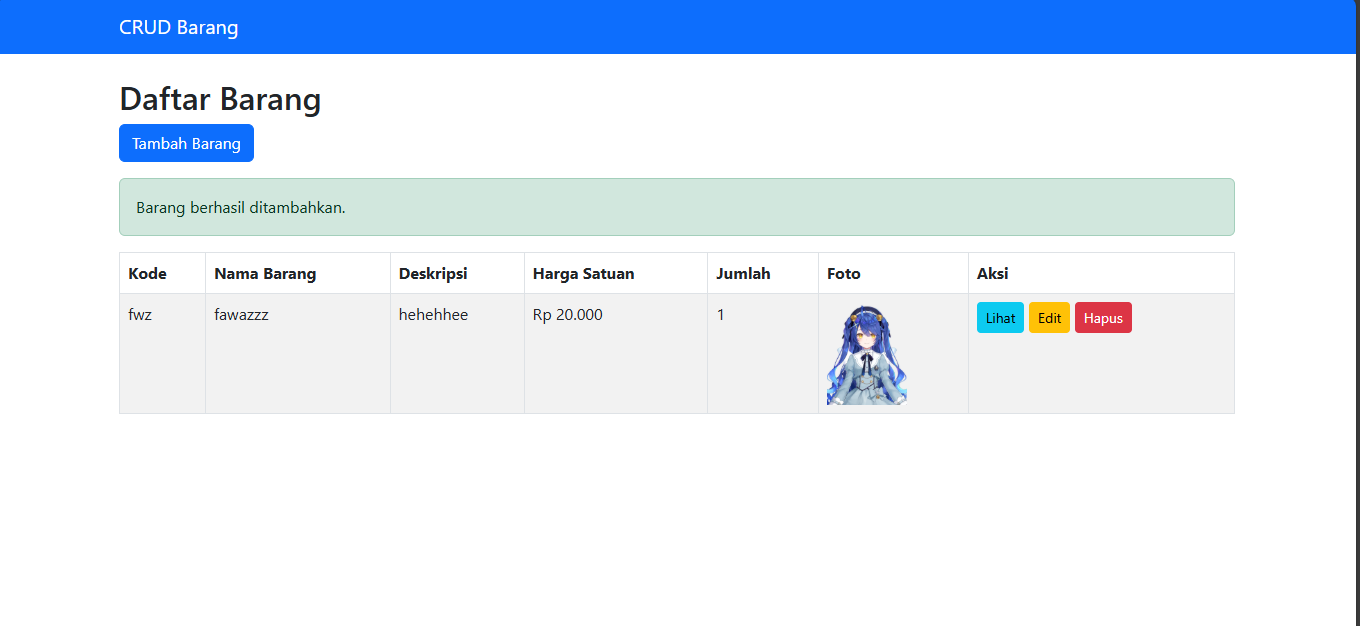 CRUD Barang
Daftar Barang
Tambah Barang
Barang berhasil ditambahkan.
Kode Nama Barang Deskripsi Harga Satuan Jumlah Foto Aksi
fwz fawazzz hehehhee Rp 20.000 1 Lihat Edit Hapus